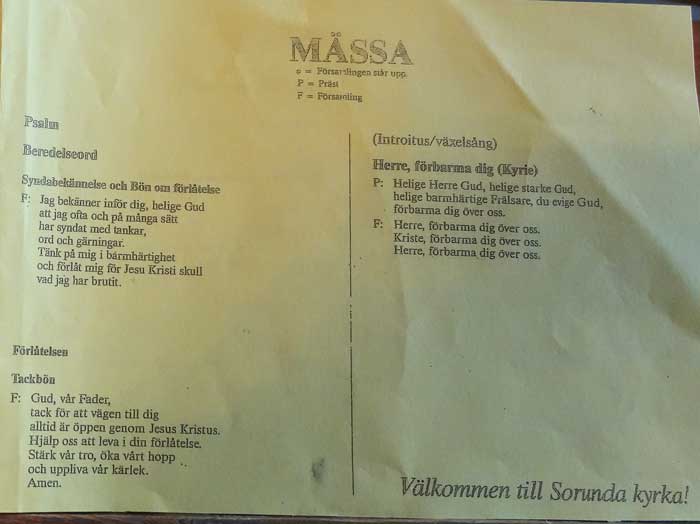 MÄSSA
o = Församlingen står upp.
P = Präst
F = Församling
Psalm
Beredelseord
Syndabekännelse och Bön om förlåtelse
F: Jag bekänner inför dig, helige Gud
att jag ofta och på många sätt
har syndat med tankar,
ord och gärningar.
Tänk på mig i barmhärtighet
och förlåt mig för Jesu Kristi skull
vad jag har brutit.
Förlåtelsen
Tackbön
F: Gud, vår Fader,
tack för att vägen till dig
alltid är öppen genom Jesus Kristus.
Hjälp oss att leva i din förlåtelse.
Stärk vår tro, öka vårt hopp
och uppliva vår kärlek.
Amen.
(Introitus/växelsång)
Herre, förbarma dig (Kyrie)
P: Helige Herre Gud, helige starke Gud,
helige barmhärtige Frälsare, du evige Gud,
förbarma dig över oss.
F: Herre, förbarma dig över oss.
Kriste, förbarma dig över oss.
Herre, förbarma dig över oss.
Välkommen till Sorunda kyrka!